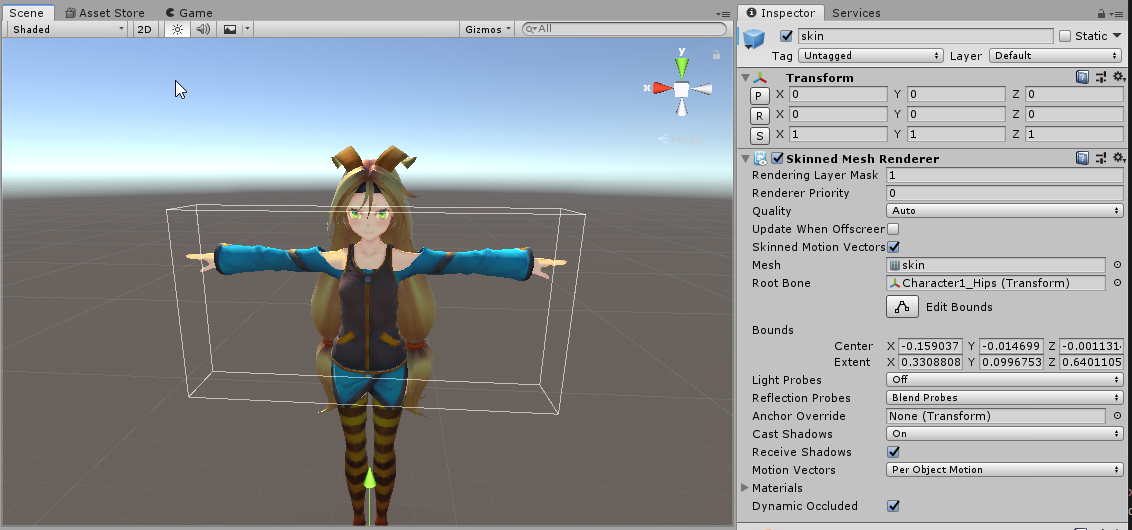 Scene Asset Store Game
Shaded 2D Gizmos All
y
x
Inspector Services
skin Static
Tag Untagged Layer Default
Transform
P X 0 Y 0 Z 0
R X 0 Y 0 Z 0
S X 1 Y 1 Z 1
Skinned Mesh Renderer
Rendering Layer Mask 1
Renderer Priority 0
Quality Auto
Update When Offscreen
Skinned Motion Vectors
Mesh skin
Root Bone Character1_Hips (Transform)
Edit Bounds
Bounds
Center X -0.159037 Y -0.014699 Z -0.001131
Extent X 0.3308808 Y 0.0996753 Z 0.6401105
Light Probes Off
Reflection Probes Blend Probes
Anchor Override None (Transform)
Cast Shadows On
Receive Shadows
Motion Vectors Per Object Motion
Materials
Dynamic Occluded